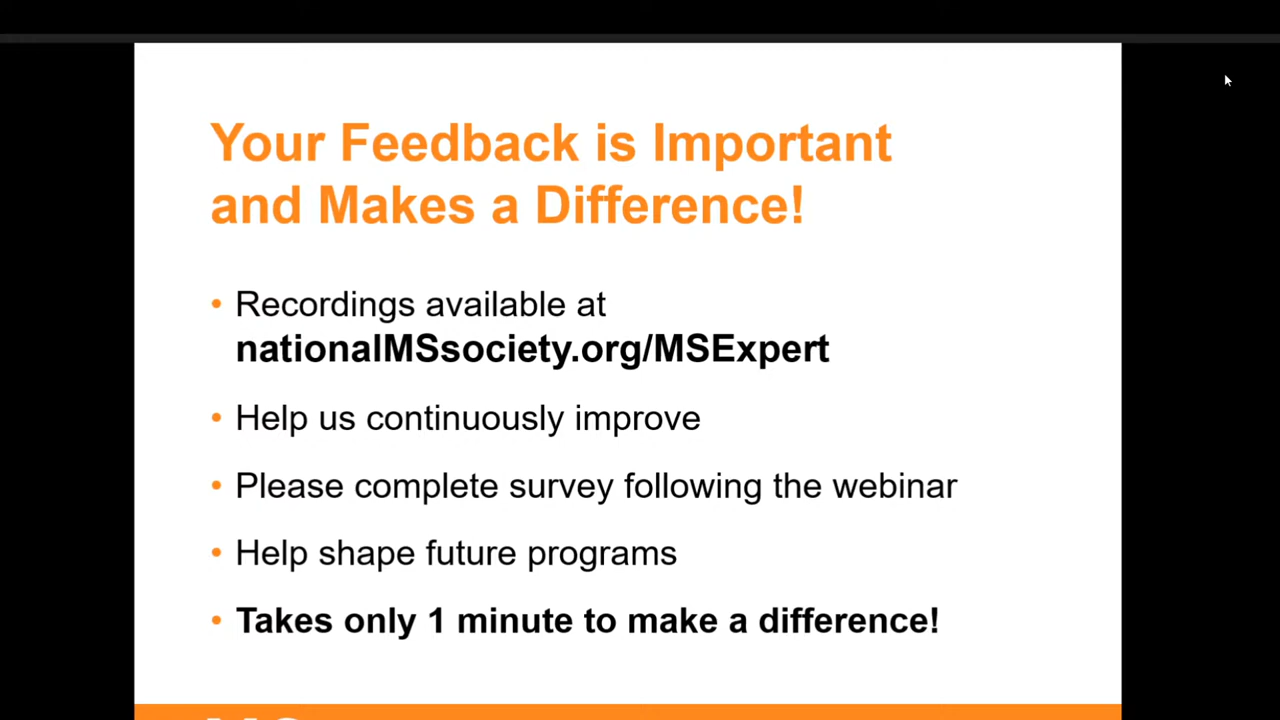 Your Feedback is Important
and Makes a Difference!
• Recordings available at
nationalMSsociety.org/MSExpert
• Help us continuously improve
• Please complete survey following the webinar
• Help shape future programs
• Takes only 1 minute to make a difference!